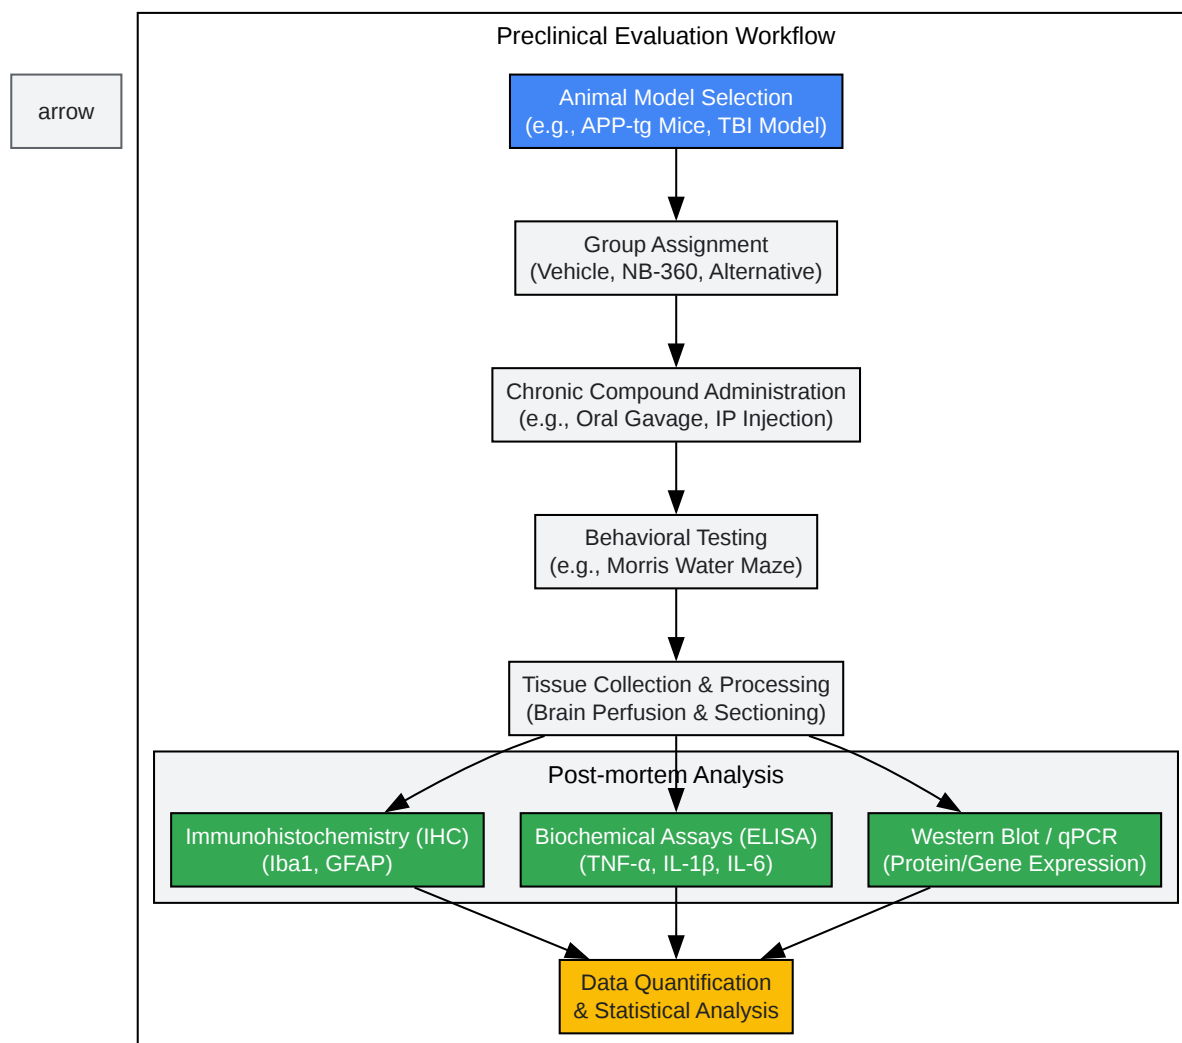 Preclinical Evaluation Workflow
arrow
Animal Model Selection
(e.g., APP-tg Mice, TBI Model)
Group Assignment
(Vehicle, NB-360, Alternative)
Chronic Compound Administration
(e.g., Oral Gavage, IP Injection)
Behavioral Testing
(e.g., Morris Water Maze)
Tissue Collection & Processing
(Brain Perfusion & Sectioning)
Post-mortem Analysis
Immunohistochemistry (IHC)
(Iba1, GFAP)
Biochemical Assays (ELISA)
(TNF-α, IL-1β, IL-6)
Western Blot / qPCR
(Protein/Gene Expression)
Data Quantification
& Statistical Analysis